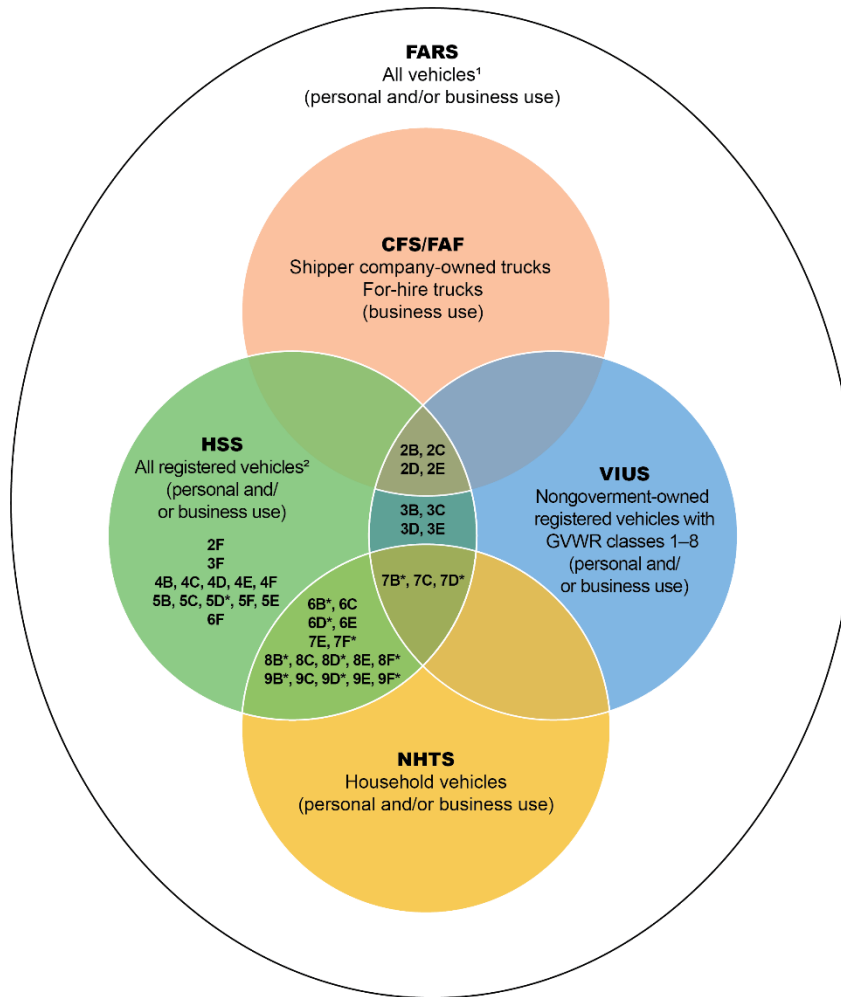 FARS
All vehicles¹
(personal and/or business use)
CFS/FAF
Shipper company-owned trucks
For-hire trucks
(business use)
HSS
All registered vehicles²
(personal and/
or business use)
2F
3F
4B, 4C, 4D, 4E, 4F
5B, 5C, 5D*, 5F, 5E
6F
2B, 2C
2D, 2E
3B, 3C
3D, 3E
7B*, 7C, 7D*
6B*, 6C
6D*, 6E
7E, 7F*
8B*, 8C, 8D*, 8E, 8F*
9B*, 9C, 9D*, 9E, 9F*
VIUS
Nongoverment-owned
registered vehicles with
GVWR classes 1–8
(personal and/
or business use)
NHTS
Household vehicles
(personal and/or business use)